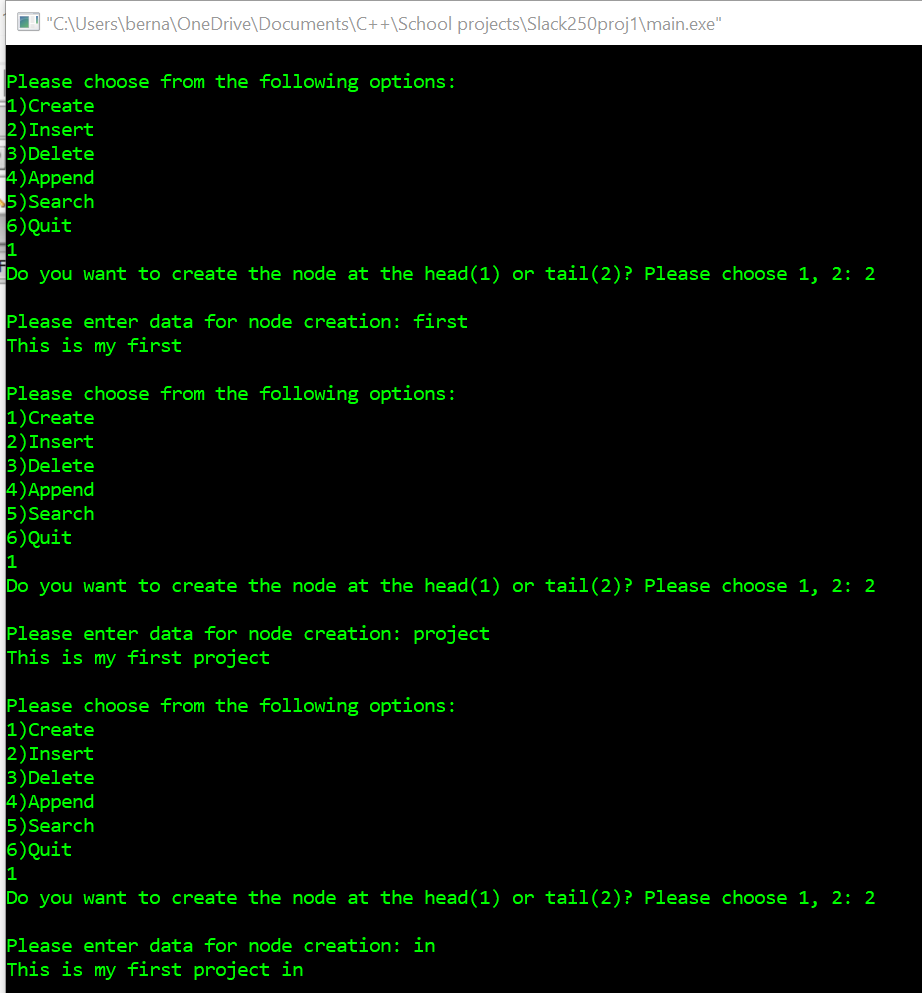 "C:\Users\berna\OneDrive\Documents\C++\School projects\Slack250proj1\main.exe"
Please choose from the following options:
1)Create
2)Insert
3)Delete
4)Append
5)Search
6)Quit
1
Do you want to create the node at the head(1) or tail(2)? Please choose 1, 2: 2
Please enter data for node creation: first
This is my first
Please choose from the following options:
1)Create
2)Insert
3)Delete
4)Append
5)Search
6)Quit
1
Do you want to create the node at the head(1) or tail(2)? Please choose 1, 2: 2
Please enter data for node creation: project
This is my first project
Please choose from the following options:
1)Create
2)Insert
3)Delete
4)Append
5)Search
6)Quit
1
Do you want to create the node at the head(1) or tail(2)? Please choose 1, 2: 2
Please enter data for node creation: in
This is my first project in